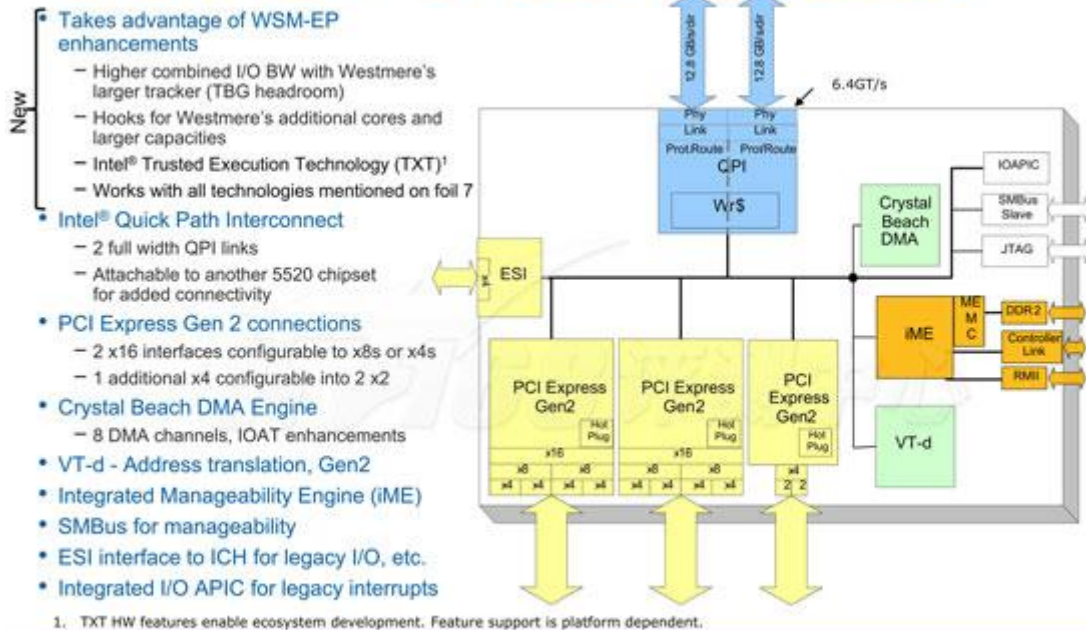 New
• Takes advantage of WSM-EP
enhancements
– Higher combined I/O BW with Westmere's
larger tracker (TBG headroom)
– Hooks for Westmere's additional cores and
larger capacities
– Intel® Trusted Execution Technology (TXT)¹
– Works with all technologies mentioned on foil 7
• Intel® Quick Path Interconnect
– 2 full width QPI links
– Attachable to another 5520 chipset
for added connectivity
• PCI Express Gen 2 connections
– 2 x16 interfaces configurable to x8s or x4s
– 1 additional x4 configurable into 2 x2
• Crystal Beach DMA Engine
– 8 DMA channels, IOAT enhancements
• VT-d - Address translation, Gen2
• Integrated Manageability Engine (iME)
• SMBus for manageability
• ESI interface to ICH for legacy I/O, etc.
• Integrated I/O APIC for legacy interrupts
12.8 GB/s/dir
12.8 GB/s/dir
6.4GT/s
Phy Phy
Link Link
Prot/Route Prot/Route
QPI
Wr$
Crystal
Beach
DMA
IOAPIC
SMBus
Slave
JTAG
x4
ESI
iME
ME
M
C
DDR2
Controller
Link
RMII
VT-d
PCI Express
Gen2
Hot
Plug
x16
x8 x8
x4 x4 x4 x4
PCI Express
Gen2
Hot
Plug
x16
x8 x8
x4 x4 x4 x4
PCI
Express
Gen2
Hot
Plug
x4
2 2
1. TXT HW features enable ecosystem development. Feature support is platform dependent.